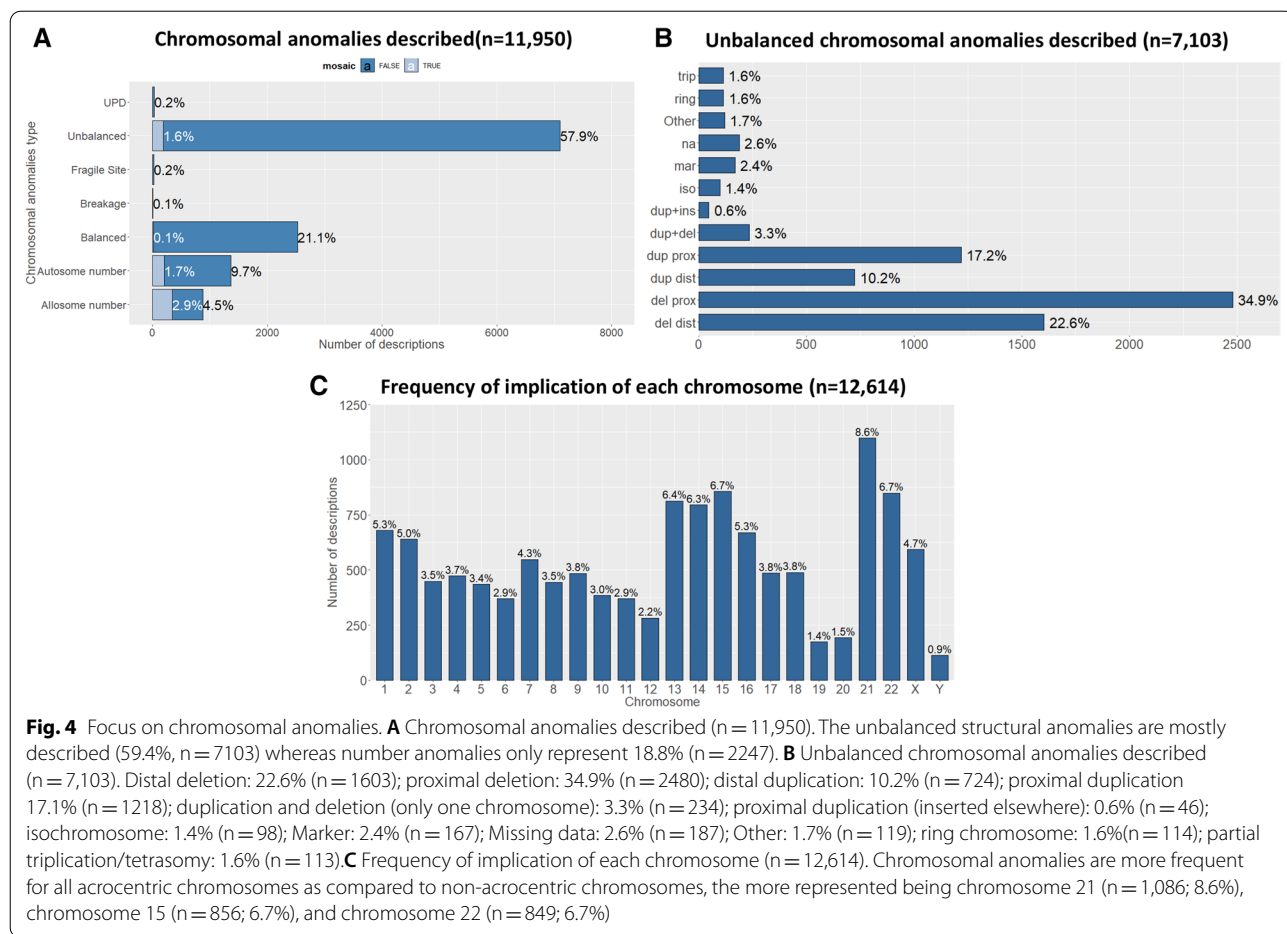 A
Chromosomal anomalies described(n=11,950)
mosaic a FALSE a TRUE
Chromosomal anomalies type
UPD
0.2%
Unbalanced
1.6%
57.9%
Fragile Site
0.2%
Breakage
0.1%
Balanced
0.1%
21.1%
Autosome number
1.7%
9.7%
Allosome number
2.9%
4.5%
0 2000 4000 6000 8000
Number of descriptions
B
Unbalanced chromosomal anomalies described (n=7,103)
trip
1.6%
ring
1.6%
Other
1.7%
na
2.6%
mar
2.4%
iso
1.4%
dup+ins
0.6%
dup+del
3.3%
dup prox
17.2%
dup dist
10.2%
del prox
34.9%
del dist
22.6%
0 500 1000 1500 2000 2500
C
Frequency of implication of each chromosome (n=12,614)
Number of descriptions
1250
1000
750
500
250
0
5.3% 5.0% 3.5% 3.7% 3.4% 2.9% 4.3% 3.5% 3.8% 3.0% 2.9% 2.2% 6.4% 6.3% 6.7% 5.3% 3.8% 3.8% 1.4% 1.5% 8.6% 6.7% 4.7% 0.9%
1 2 3 4 5 6 7 8 9 10 11 12 13 14 15 16 17 18 19 20 21 22 X Y
Chromosome
Fig. 4 Focus on chromosomal anomalies. A Chromosomal anomalies described (n = 11,950). The unbalanced structural anomalies are mostly
described (59.4%, n = 7103) whereas number anomalies only represent 18.8% (n = 2247). B Unbalanced chromosomal anomalies described
(n = 7,103). Distal deletion: 22.6% (1603); proximal deletion: 34.9% (2480); distal duplication: 10.2% (724); proximal duplication
17.1% (1218); duplication and deletion (only one chromosome): 3.3% (234); proximal duplication (inserted elsewhere): 0.6% (46);
isochromosome: 1.4% (98); Marker: 2.4% (167); Missing data: 2.6% (187); Other: 1.7% (119); ring chromosome: 1.6%(114); partial
triplication/tetrasomy: 1.6% (113).C Frequency of implication of each chromosome (n = 12,614). Chromosomal anomalies are more frequent
for all acrocentric chromosomes as compared to non-acrocentric chromosomes, the more represented being chromosome 21 (n = 1,086; 8.6%),
chromosome 15 (n = 856; 6.7%), and chromosome 22 (n = 849; 6.7%)